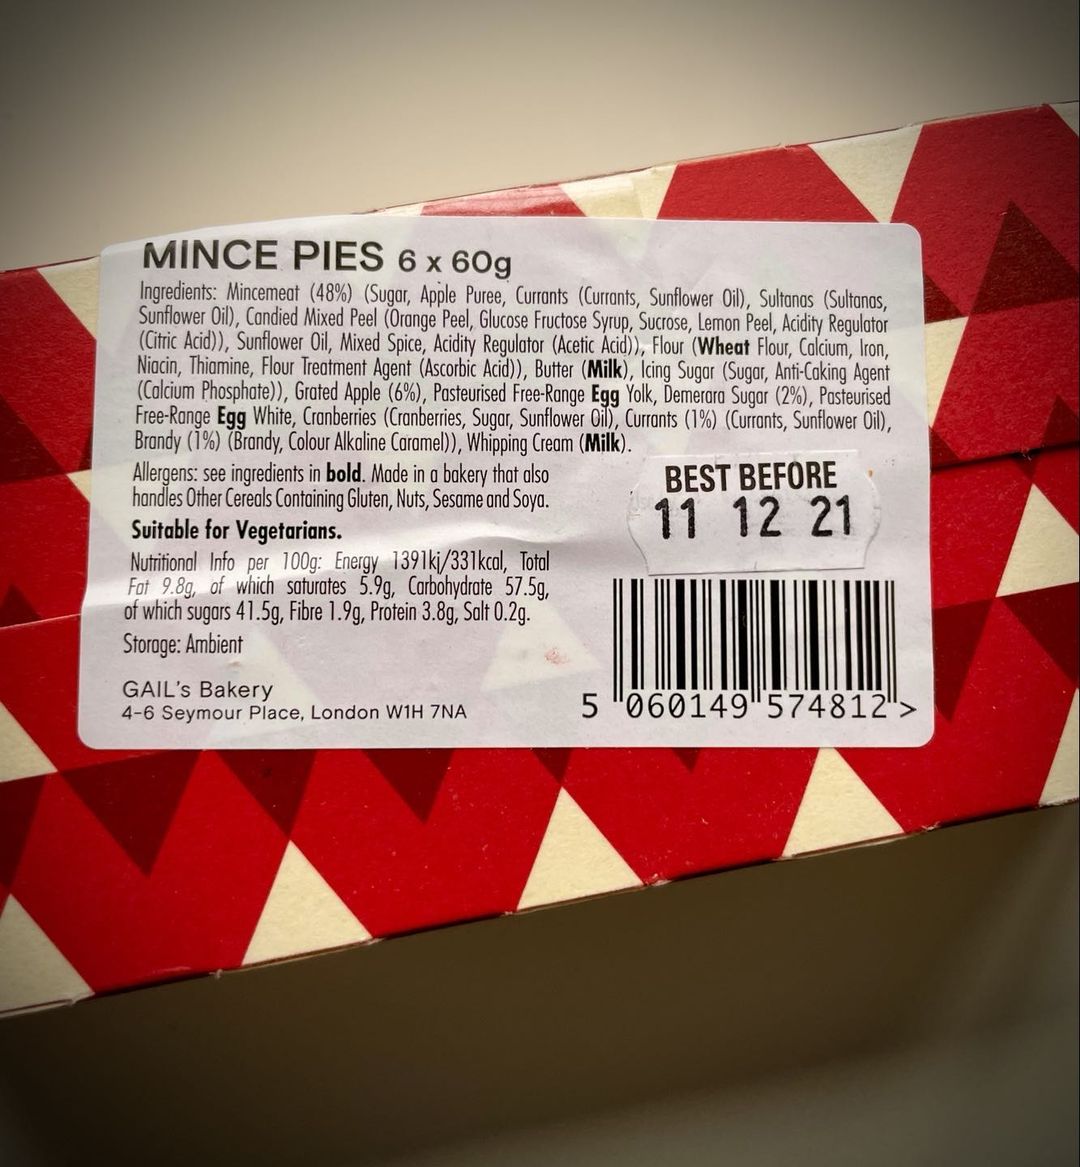 MINCE PIES 6 x 60g
Ingredients: Mincemeat (48%) (Sugar, Apple Puree, Currants (Currants, Sunflower Oil), Sultanas (Sultanas,
Sunflower Oil), Candied Mixed Peel (Orange Peel, Glucose Fructose Syrup, Sucrose, Lemon Peel, Acidity Regulator
(Citric Acid)), Sunflower Oil, Mixed Spice, Acidity Regulator (Acetic Acid)), Flour (Wheat Flour, Calcium, Iron,
Niacin, Thiamine, Flour Treatment Agent (Ascorbic Acid)), Butter (Milk), Icing Sugar (Sugar, Anti-Caking Agent
(Calcium Phosphate)), Grated Apple (6%), Pasteurised Free-Range Egg Yolk, Demerara Sugar (2%), Pasteurised
Free-Range Egg White, Cranberries (Cranberries, Sugar, Sunflower Oil), Currants (1%) (Currants, Sunflower Oil),
Brandy (1%) (Brandy, Colour Alkaline Caramel)), Whipping Cream (Milk).
Allergens: see ingredients in bold. Made in a bakery that also
handles Other Cereals Containing Gluten, Nuts, Sesame and Soya.
Suitable for Vegetarians.
Nutritional Info per 100g: Energy 1391kj/331kcal, Total
Fat 9.8g, of which saturates 5.9g, Carbohydrate 57.5g,
of which sugars 41.5g, Fibre 1.9g, Protein 3.8g, Salt 0.2g.
Storage: Ambient
GAIL's Bakery
4-6 Seymour Place, London W1H 7NA
BEST BEFORE
11 12 21
5 060149 574812 >